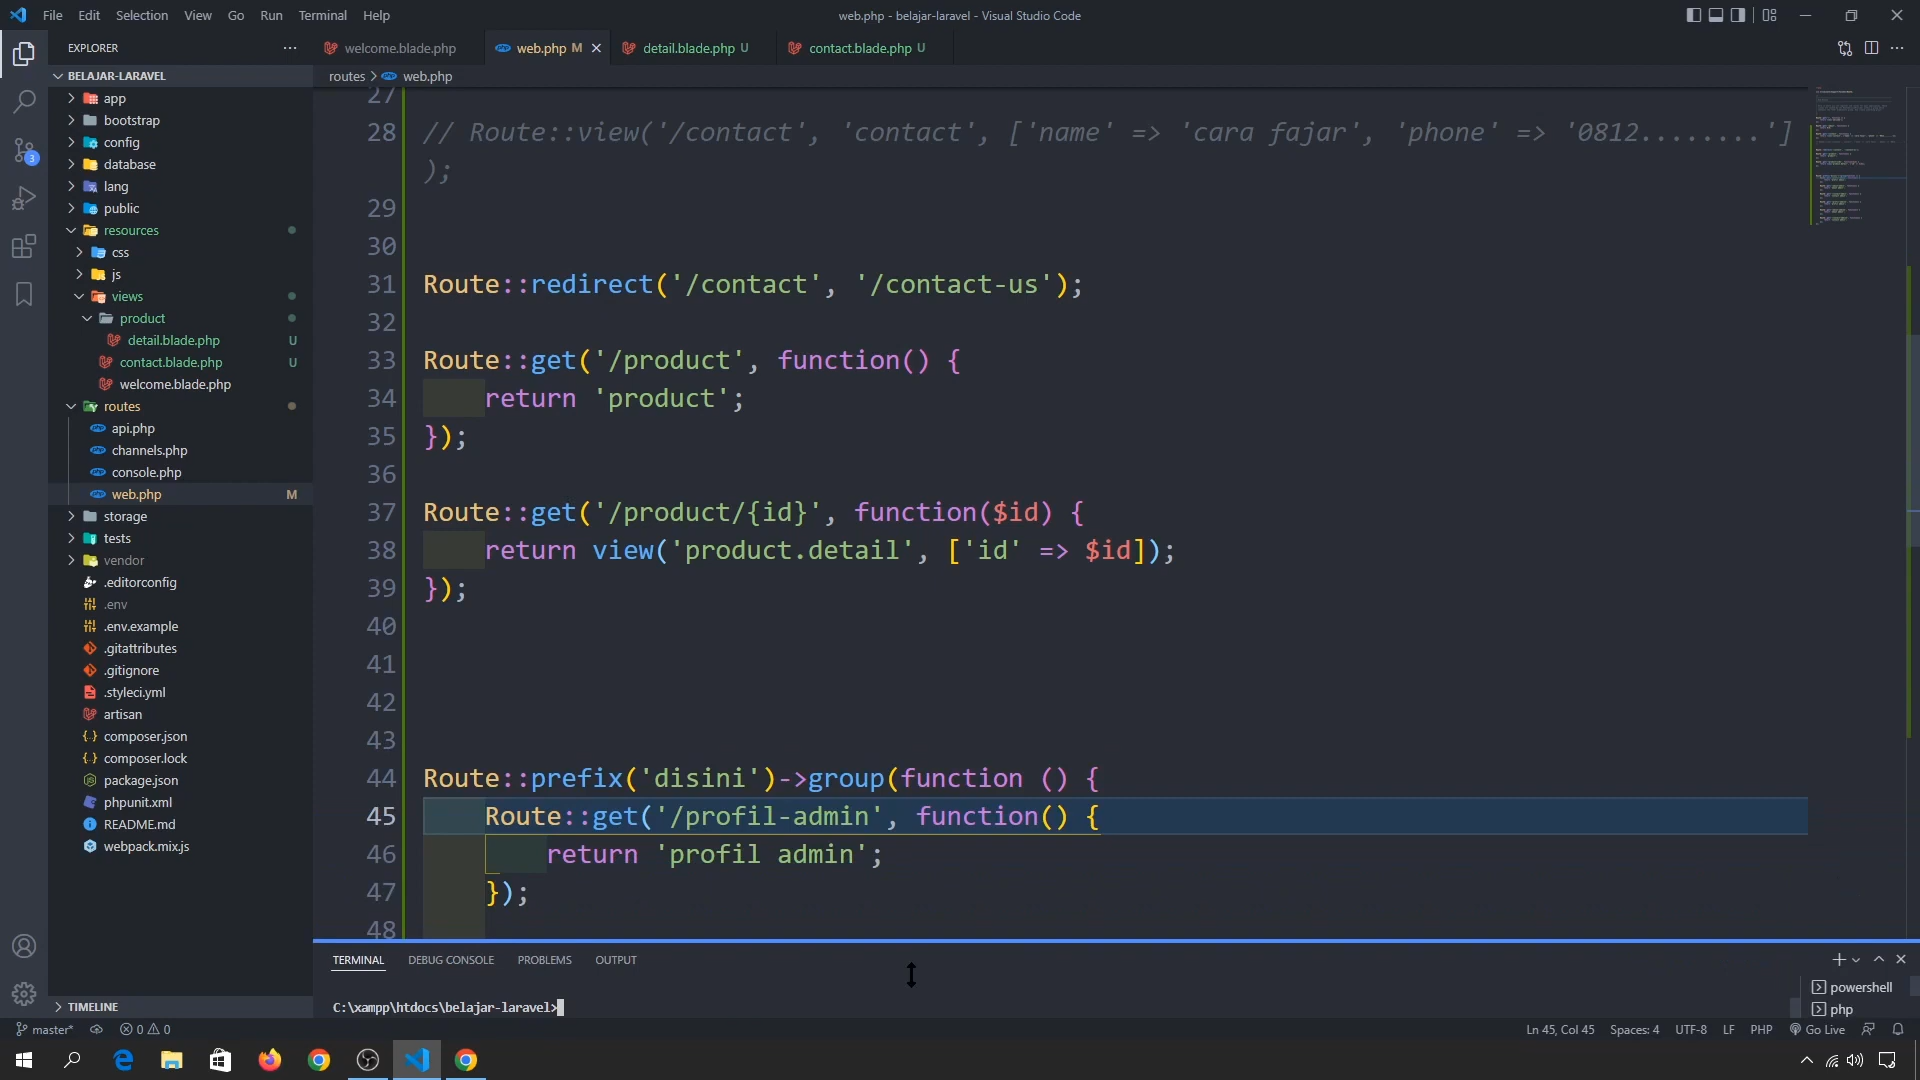 File Edit Selection View Go Run Terminal Help
web.php - belajar-laravel - Visual Studio Code
EXPLORER
welcome.blade.php
web.php M
detail.blade.php U
contact.blade.php U
BELAJAR-LARAVEL
routes > web.php
app
bootstrap
config
database
lang
public
resources
css
js
views
product
detail.blade.php U
contact.blade.php U
welcome.blade.php
routes
api.php
channels.php
console.php
web.php M
storage
tests
vendor
.editorconfig
.env
.env.example
.gitattributes
.gitignore
.styleci.yml
artisan
composer.json
composer.lock
package.json
phpunit.xml
README.md
webpack.mix.js
TIMELINE
27
28 // Route::view('/contact', 'contact', ['name' => 'cara fajar', 'phone' => '0812........']
);
29
30
31 Route::redirect('/contact', '/contact-us');
32
33 Route::get('/product', function() {
34 return 'product';
35 });
36
37 Route::get('/product/{id}', function($id) {
38 return view('product.detail', ['id' => $id]);
39 });
40
41
42
43
44 Route::prefix('disini')->group(function () {
45 Route::get('/profil-admin', function() {
46 return 'profil admin';
47 });
48
TERMINAL DEBUG CONSOLE PROBLEMS OUTPUT
C:\xampp\htdocs\belajar-laravel>
powershell
php
3
master* 0 0
Ln 45, Col 45 Spaces: 4 UTF-8 LF PHP Go Live